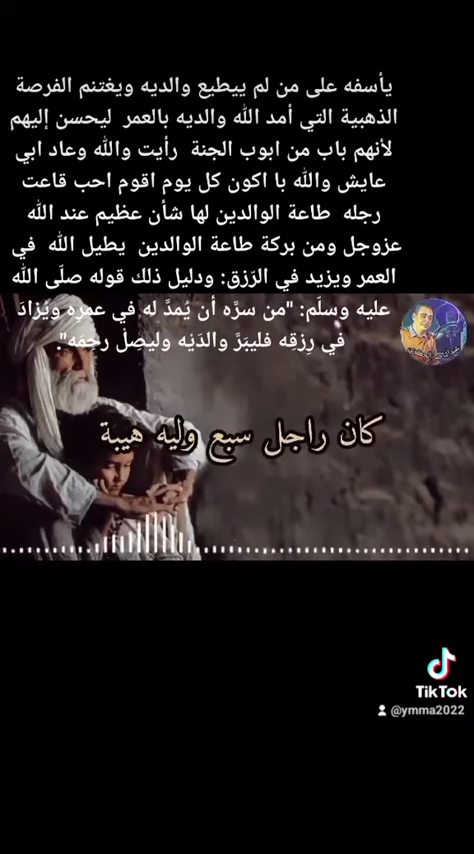 يأسفه على من لم ييطيع والديه ويغتنم الفرصة
الذهبية التي أمد الله والديه بالعمر ليحسن إليهم
لأنهم باب من ابوب الجنة رأيت والله وعاد ابي
عايش والله با اكون كل يوم اقوم احب قاعت
رجله طاعة الوالدين لها شأن عظيم عند الله
عزوجل ومن بركة طاعة الوالدين يطيل الله في
العمر ويزيد في الرّزق: ودليل ذلك قوله صلّى الله
عليه وسلّم: "من سرَّه أن يُمدَّ له في عمرِه ويُزادَ
في رِزقِه فليبَرَّ والدَيْه وليصِلْ رحِمَه".
كان راجل سبع وليه هيبة
TikTok
@ymma2022